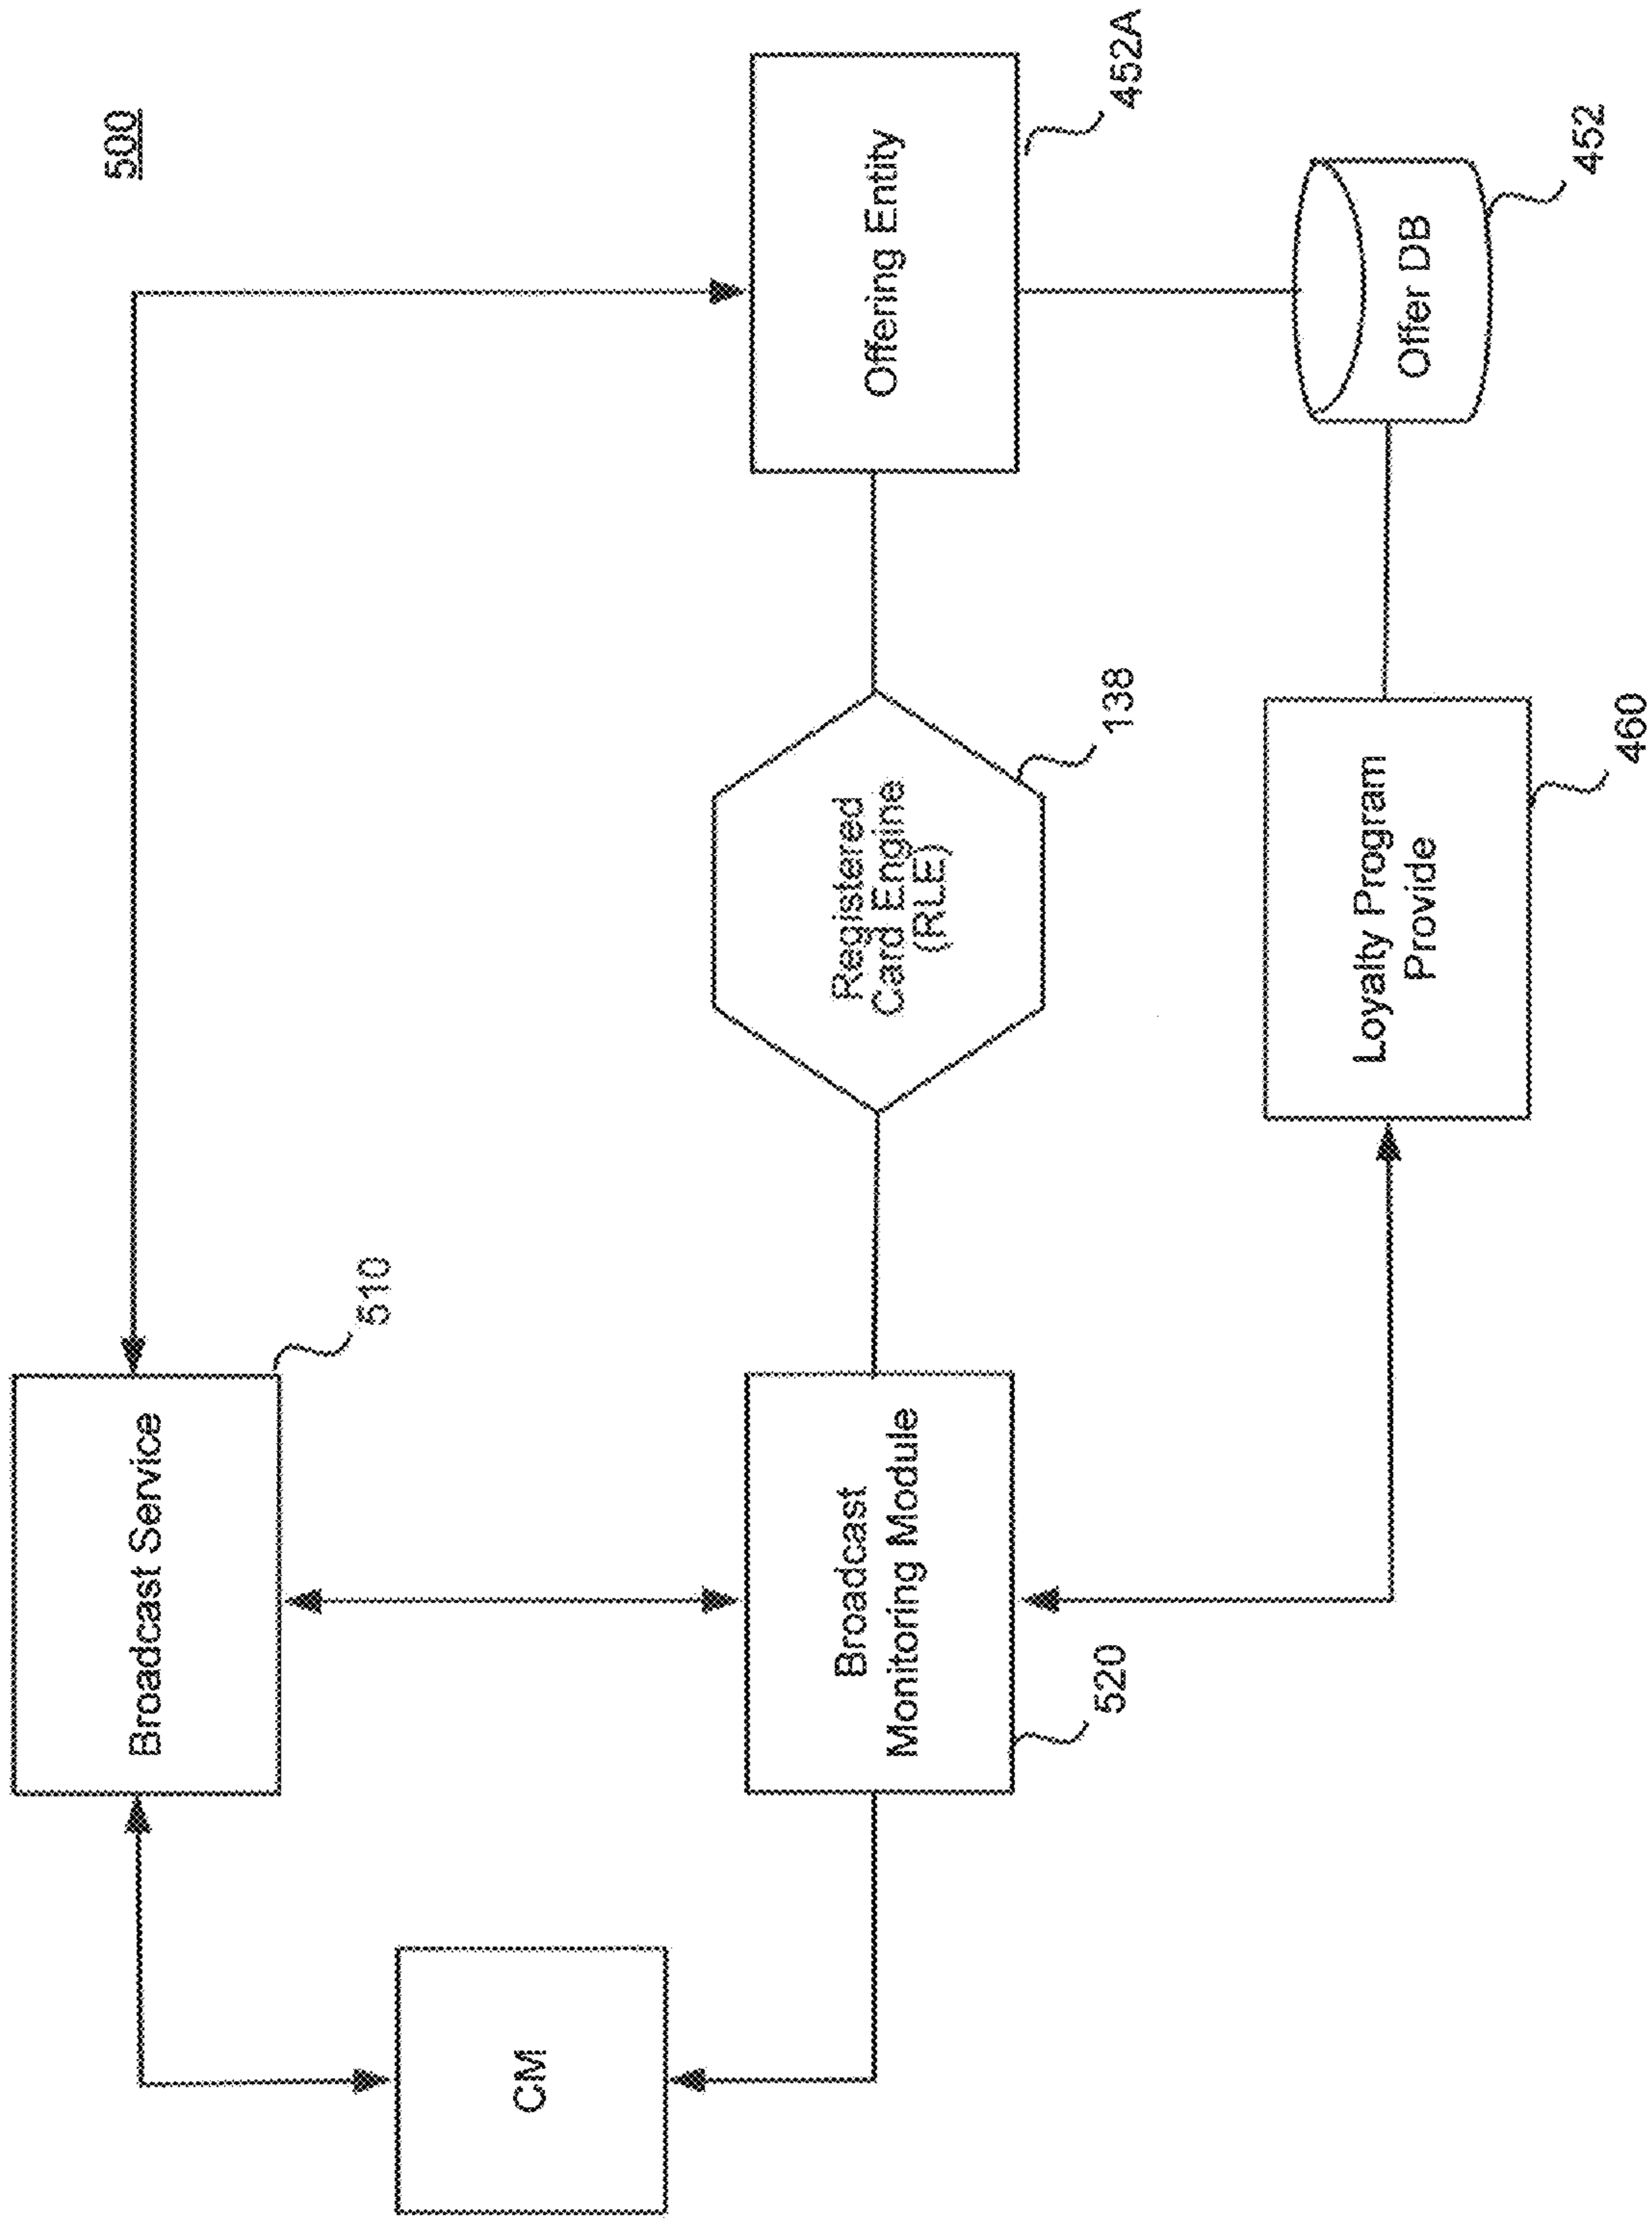 500
Broadcast Service
510
CM
Broadcast
Monitoring Module
520
Registered
Card Engine
(RLE)
138
Offering Entity
452A
Loyalty Program
Provide
460
Offer DB
452